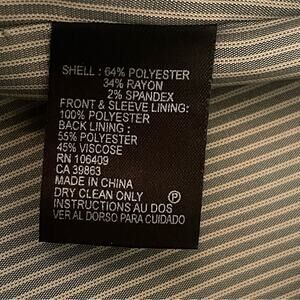 SHELL : 64% POLYESTER
34% RAYON
2% SPANDEX
FRONT & SLEEVE LINING:
100% POLYESTER
BACK LINING :
55% POLYESTER
45% VISCOSE
RN 106409
CA 39863
MADE IN CHINA
DRY CLEAN ONLY Ⓟ
INSTRUCTIONS AU DOS
VER AL DORSO PARA CUIDADO